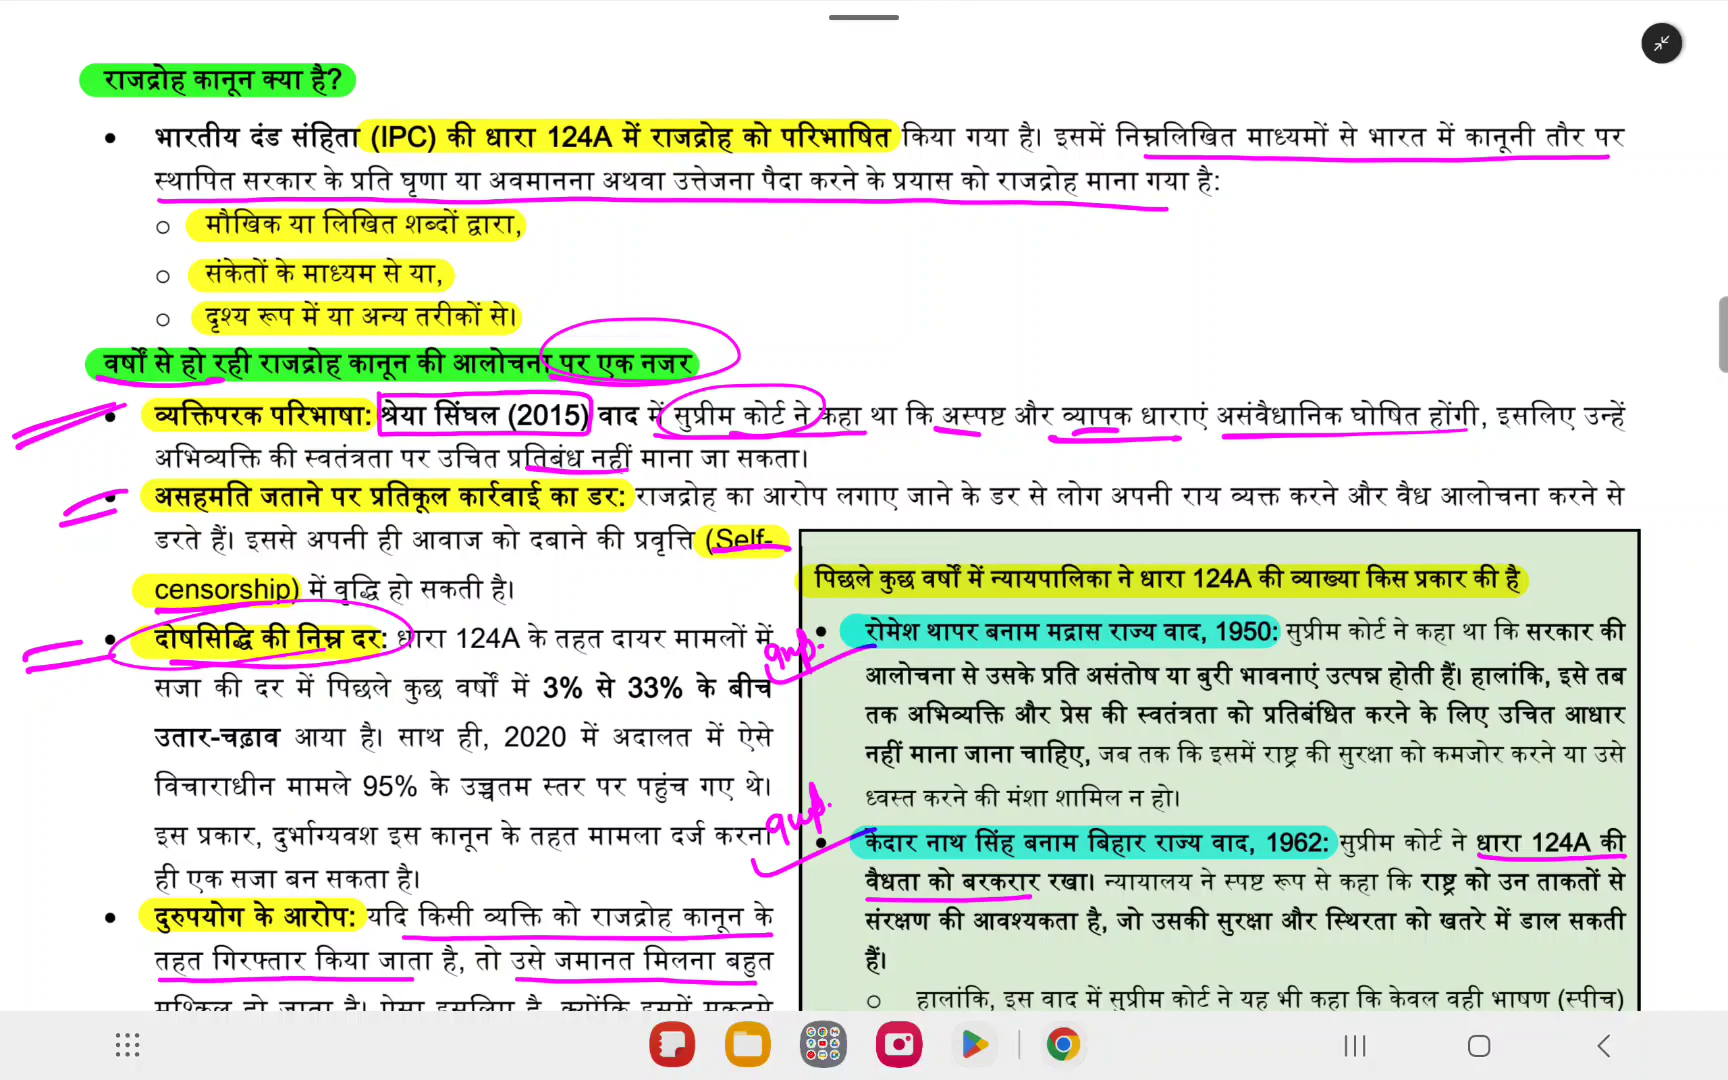 राजद्रोह कानून क्या है?
• भारतीय दंड संहिता (IPC) की धारा 124A में राजद्रोह को परिभाषित किया गया है। इसमें निम्नलिखित माध्यमों से भारत में कानूनी तौर पर
स्थापित सरकार के प्रति घृणा या अवमानना अथवा उत्तेजना पैदा करने के प्रयास को राजद्रोह माना गया है:
o मौखिक या लिखित शब्दों द्वारा,
o संकेतों के माध्यम से या,
o दृश्य रूप में या अन्य तरीकों से।
वर्षों से हो रही राजद्रोह कानून की आलोचना पर एक नजर
• व्यक्तिपरक परिभाषा: श्रेया सिंघल (2015) वाद में सुप्रीम कोर्ट ने कहा था कि अस्पष्ट और व्यापक धाराएं असंवैधानिक घोषित होंगी, इसलिए उन्हें
अभिव्यक्ति की स्वतंत्रता पर उचित प्रतिबंध नहीं माना जा सकता।
• असहमति जताने पर प्रतिकूल कार्रवाई का डर: राजद्रोह का आरोप लगाए जाने के डर से लोग अपनी राय व्यक्त करने और वैध आलोचना करने से
डरते हैं। इससे अपनी ही आवाज को दबाने की प्रवृत्ति (Self-
censorship) में वृद्धि हो सकती है।
• दोषसिद्धि की निम्न दर: धारा 124A के तहत दायर मामलों में
सजा की दर में पिछले कुछ वर्षों में 3% से 33% के बीच
उतार-चढ़ाव आया है। साथ ही, 2020 में अदालत में ऐसे
विचाराधीन मामले 95% के उच्चतम स्तर पर पहुंच गए थे।
इस प्रकार, दुर्भाग्यवश इस कानून के तहत मामला दर्ज करना
ही एक सजा बन सकता है।
• दुरुपयोग के आरोप: यदि किसी व्यक्ति को राजद्रोह कानून के
तहत गिरफ्तार किया जाता है, तो उसे जमानत मिलना बहुत
मुश्किल हो जाता है। ऐसा इसलिए है, क्योंकि इसमें मुकदमे
पिछले कुछ वर्षों में न्यायपालिका ने धारा 124A की व्याख्या किस प्रकार की है
• रोमेश थापर बनाम मद्रास राज्य वाद, 1950: सुप्रीम कोर्ट ने कहा था कि सरकार की
आलोचना से उसके प्रति असंतोष या बुरी भावनाएं उत्पन्न होती हैं। हालांकि, इसे तब
तक अभिव्यक्ति और प्रेस की स्वतंत्रता को प्रतिबंधित करने के लिए उचित आधार
नहीं माना जाना चाहिए, जब तक कि इसमें राष्ट्र की सुरक्षा को कमजोर करने या उसे
ध्वस्त करने की मंशा शामिल न हो।
• केदार नाथ सिंह बनाम बिहार राज्य वाद, 1962: सुप्रीम कोर्ट ने धारा 124A की
वैधता को बरकरार रखा। न्यायालय ने स्पष्ट रूप से कहा कि राष्ट्र को उन ताकतों से
संरक्षण की आवश्यकता है, जो उसकी सुरक्षा और स्थिरता को खतरे में डाल सकती
हैं।
o हालांकि, इस वाद में सुप्रीम कोर्ट ने यह भी कहा कि केवल वही भाषण (स्पीच)